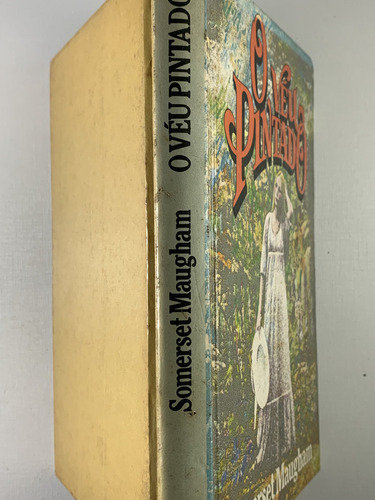 Somerset Maugham O VÉU PINTADO
O VÉU
PINTADO
Maugham